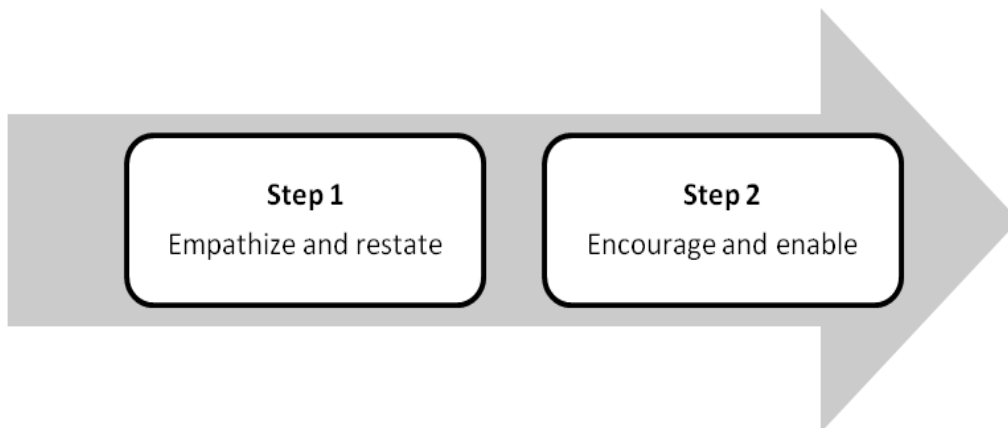 Step 1
Empathize and restate
Step 2
Encourage and enable